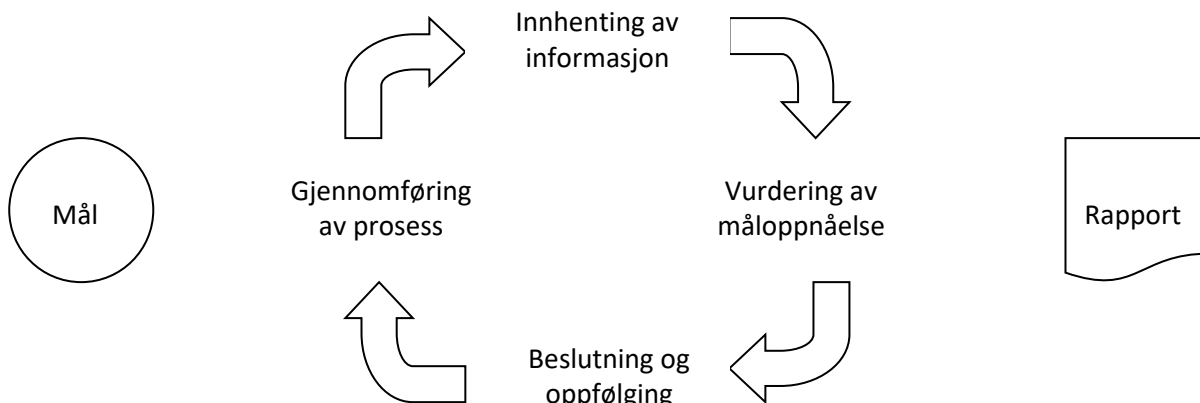 Innhenting av
informasjon
Mål
Gjennomføring
av prosess
Vurdering av
måloppnåelse
Rapport
Beslutning og
oppfølging